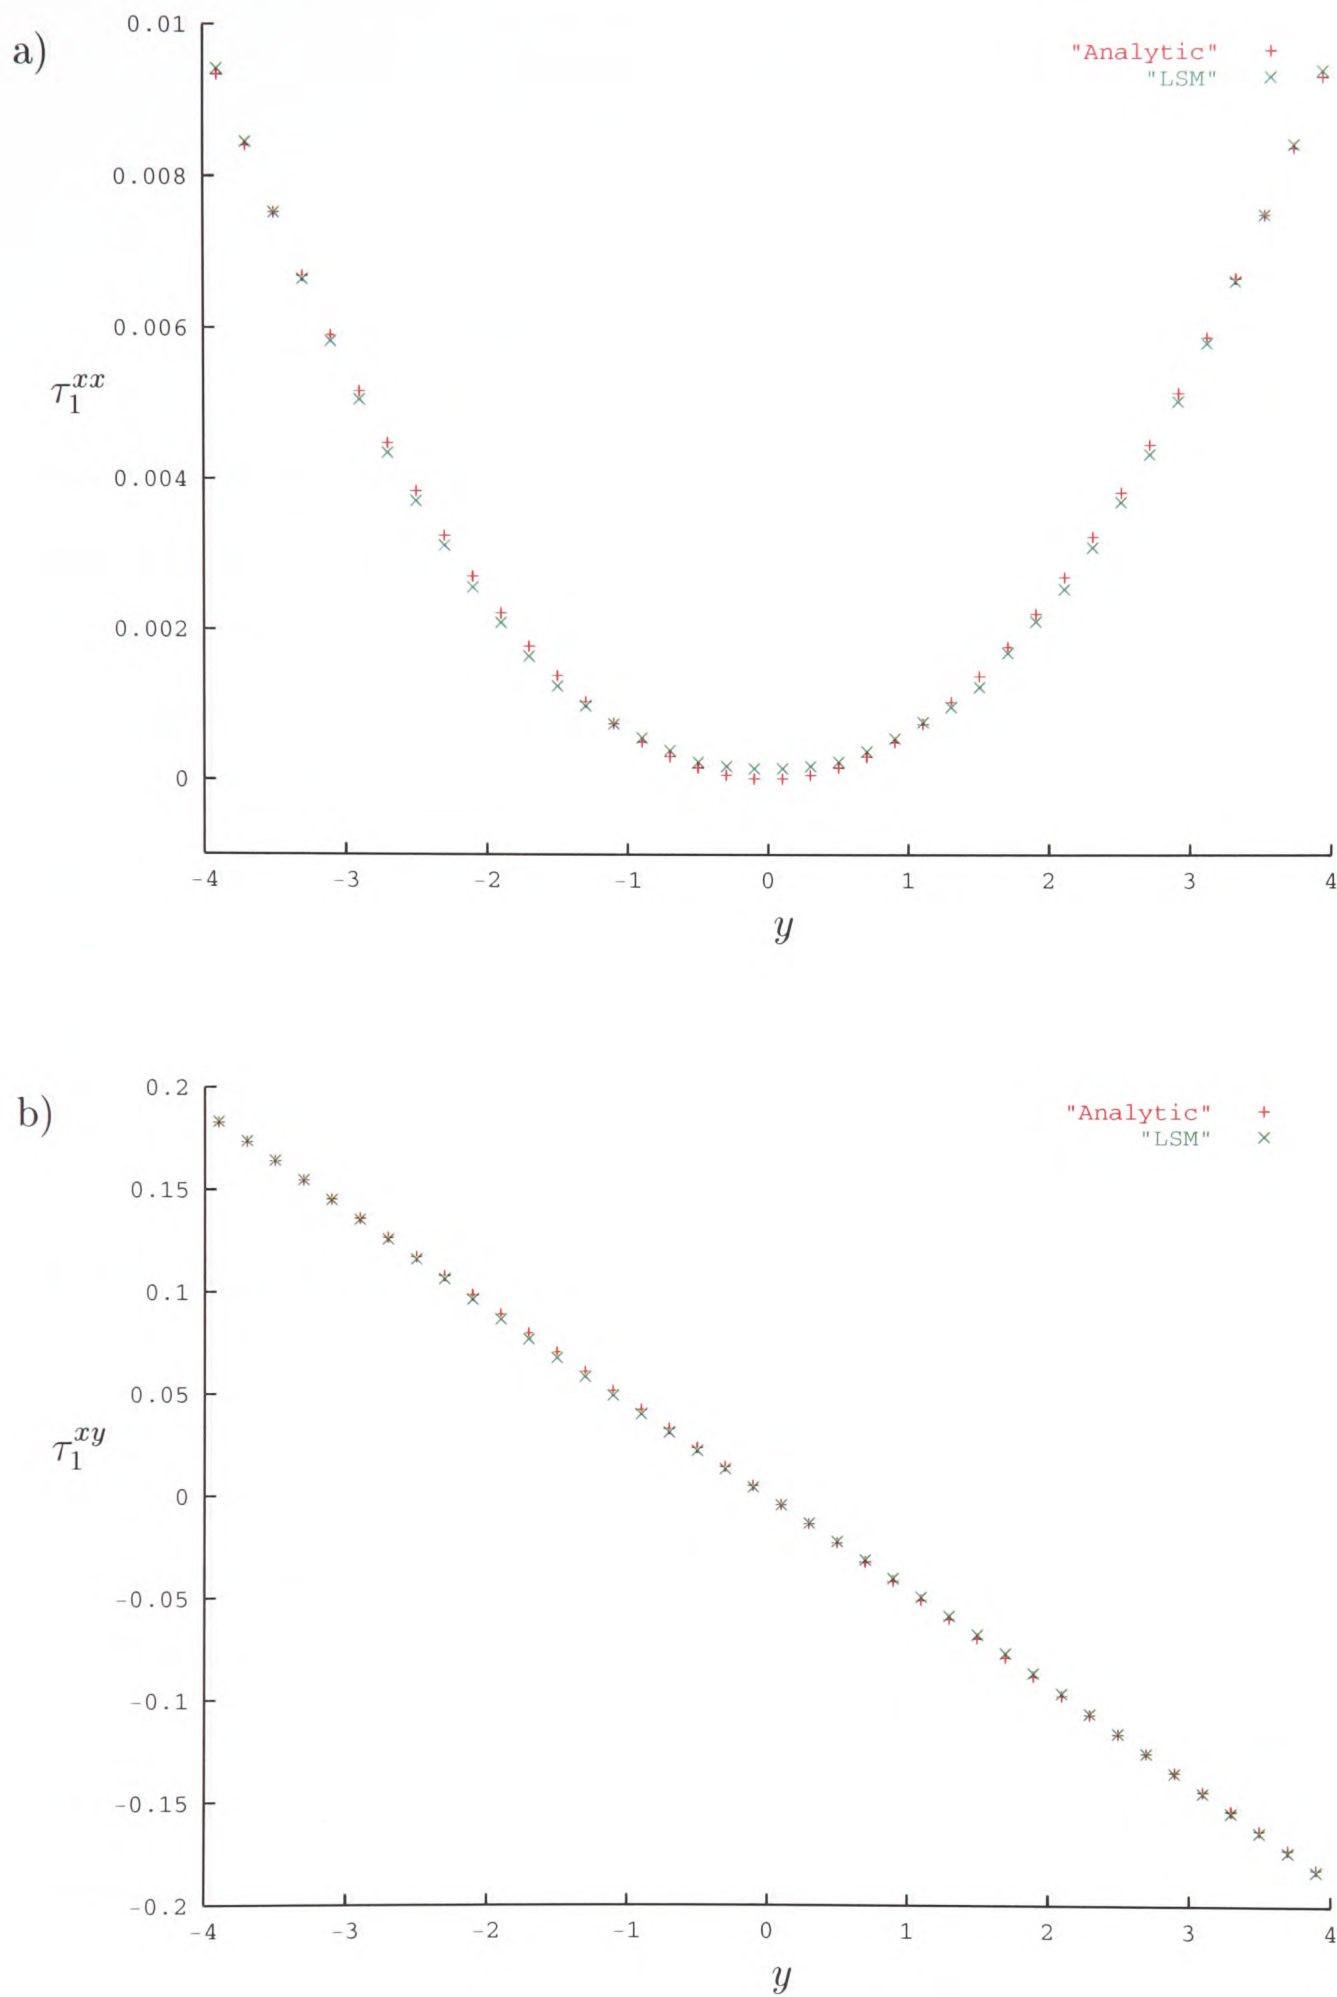 a)
0.01
"Analytic" +
"LSM" ×
0.008
0.006
τ₁ˣˣ
0.004
0.002
0
-4 -3 -2 -1 0 1 2 3 4
y
b)
0.2
"Analytic" +
"LSM" ×
0.15
0.1
0.05
τ₁ˣʸ
0
-0.05
-0.1
-0.15
-0.2
-4 -3 -2 -1 0 1 2 3 4
y